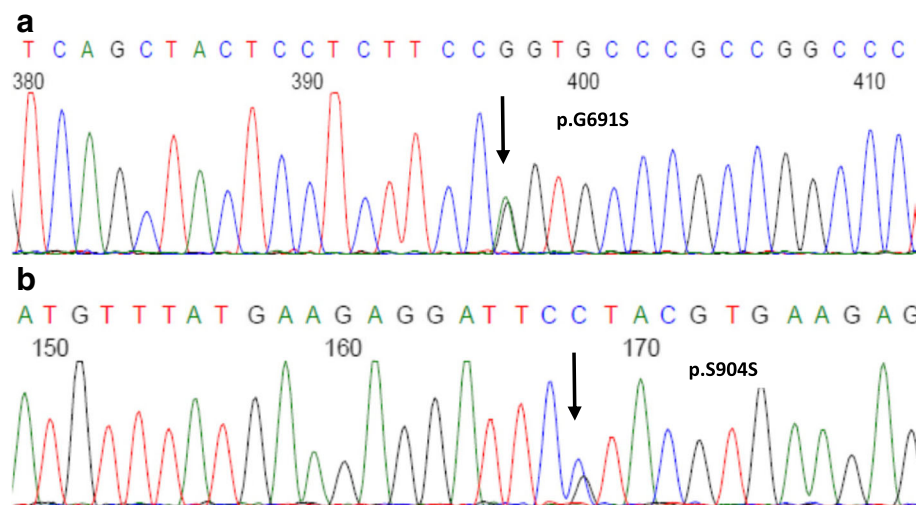 a
T C A G C T A C T C C T C T T C C G G T G C C C G C C G G C C C
380 390 400 410
p.G691S
b
A T G T T T A T G A A G A G G A T T C C T A C G T G A A G A G
150 160 170
p.S904S